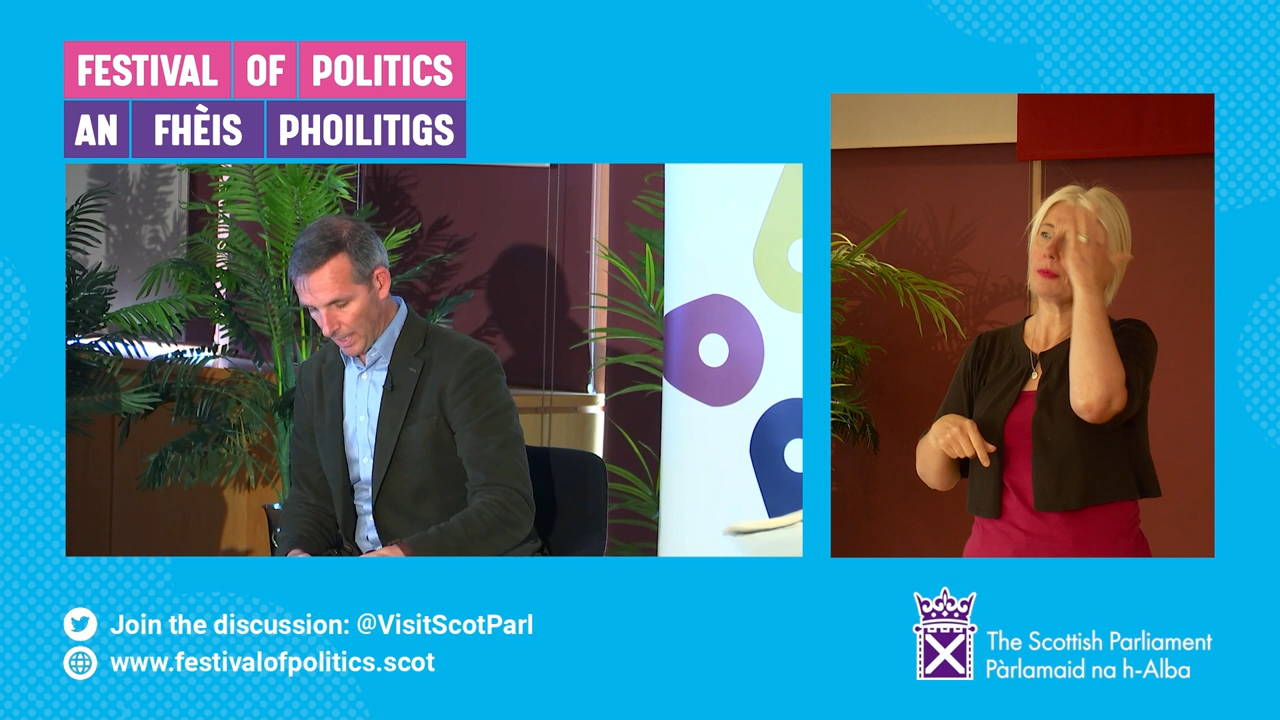 FESTIVAL OF POLITICS
AN FHÈIS PHOILITIGS
Join the discussion: @VisitScotParl
www.festivalofpolitics.scot
The Scottish Parliament
Pàrlamaid na h-Alba